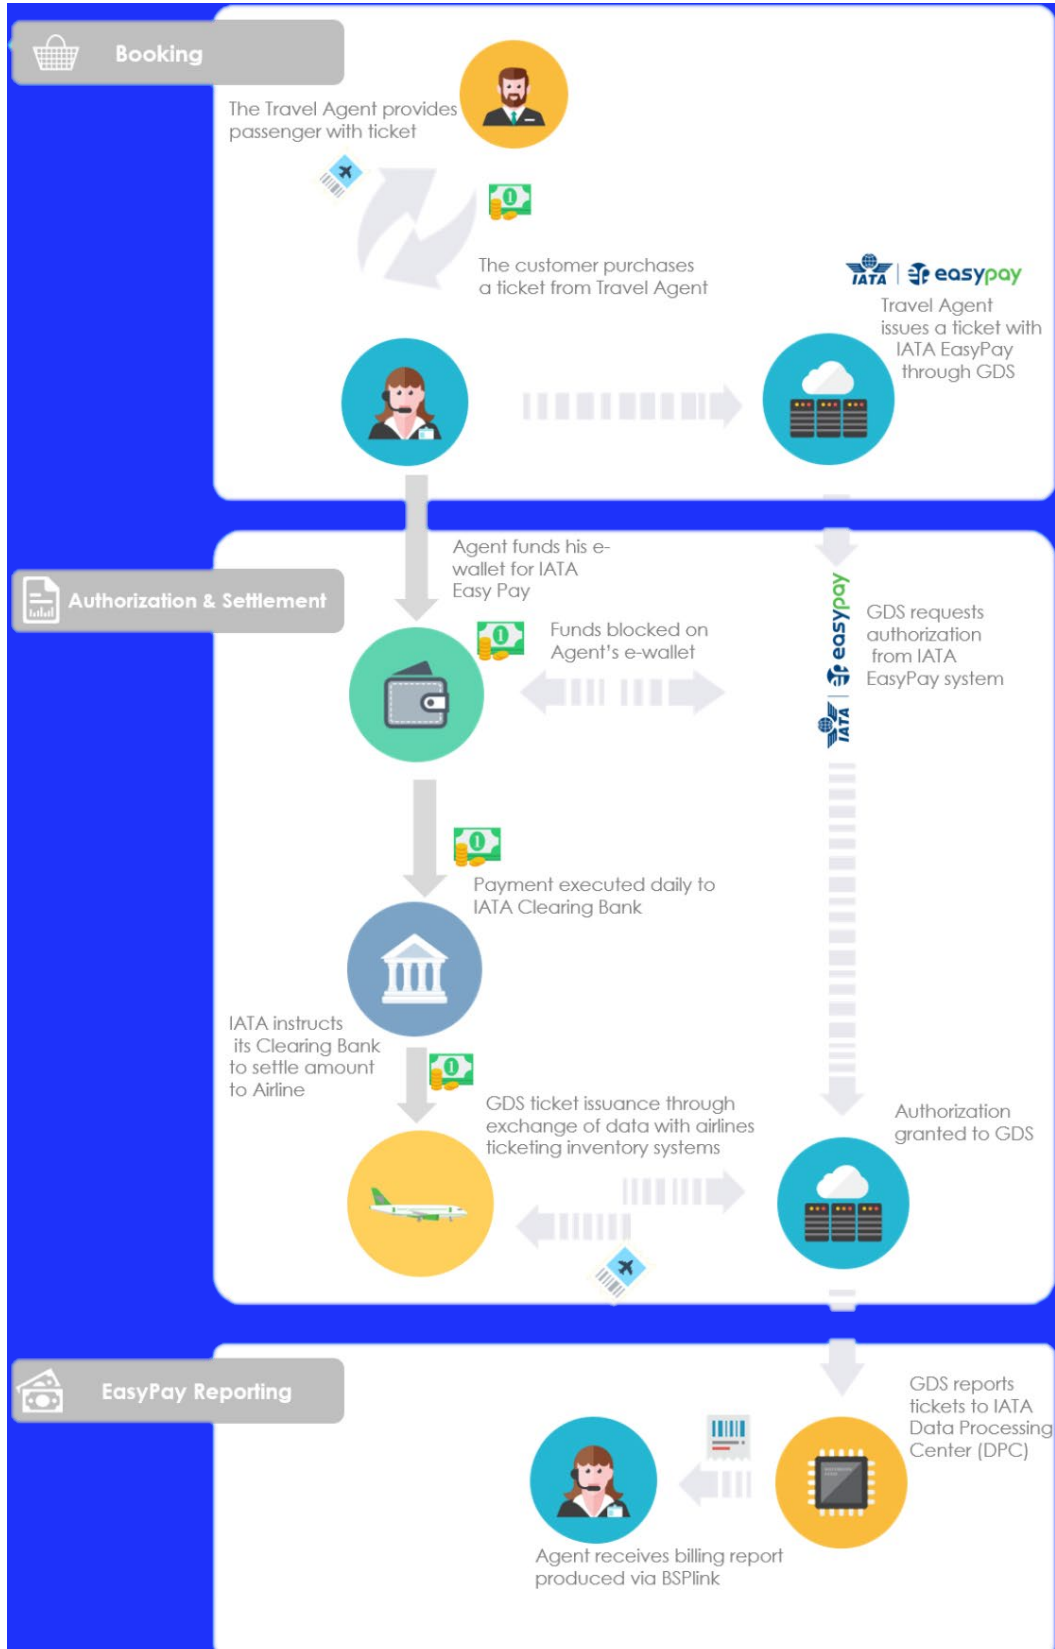 Booking
The Travel Agent provides
passenger with ticket
The customer purchases
a ticket from Travel Agent
IATA easypay
Travel Agent
issues a ticket with
IATA EasyPay
through GDS
Agent funds his e-
wallet for IATA
Easy Pay
Authorization & Settlement
Funds blocked on
Agent's e-wallet
IATA easypay
GDS requests
authorization
from IATA
EasyPay system
Payment executed daily to
IATA Clearing Bank
IATA instructs
its Clearing Bank
to settle amount
to Airline
GDS ticket issuance through
exchange of data with airlines
ticketing inventory systems
Authorization
granted to GDS
EasyPay Reporting
GDS reports
tickets to IATA
Data Processing
Center (DPC)
Agent receives billing report
produced via BSPlink